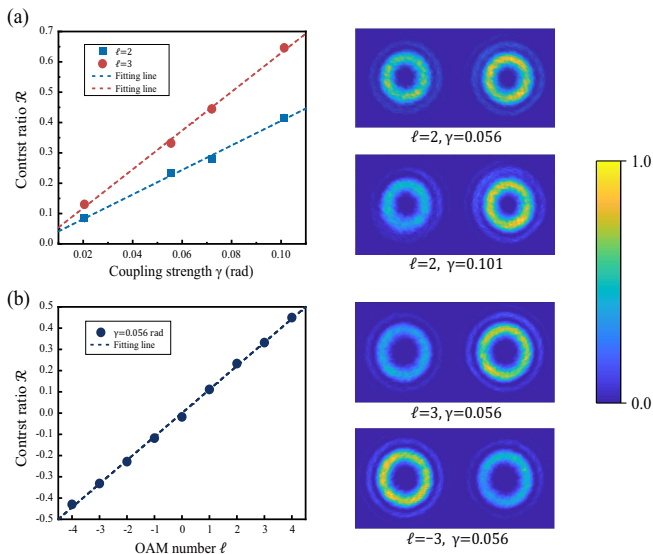 (a)
0.7
0.6
0.5
0.4
0.3
0.2
0.1
0.0
Contrst ratio ℛ
ℓ=2
ℓ=3
Fitting line
Fitting line
0.02 0.04 0.06 0.08 0.10
Coupling strength γ (rad)
ℓ=2, γ=0.056
ℓ=2, γ=0.101
1.0
0.0
(b)
0.5
0.4
0.3
0.2
0.1
0.0
-0.1
-0.2
-0.3
-0.4
-0.5
Contrst ratio ℛ
γ=0.056 rad
Fitting line
-4 -3 -2 -1 0 1 2 3 4
OAM number ℓ
ℓ=3, γ=0.056
ℓ=-3, γ=0.056